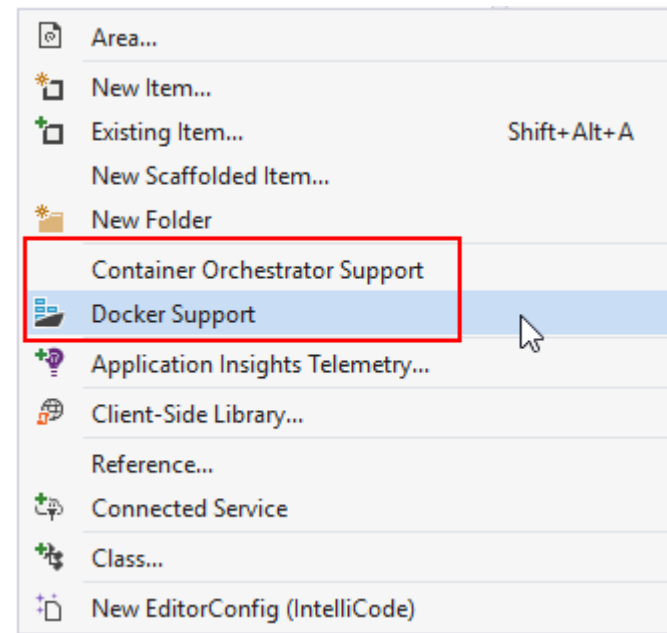 Area...
New Item...
Existing Item... Shift+Alt+A
New Scaffolded Item...
New Folder
Container Orchestrator Support
Docker Support
Application Insights Telemetry...
Client-Side Library...
Reference...
Connected Service
Class...
New EditorConfig (IntelliCode)